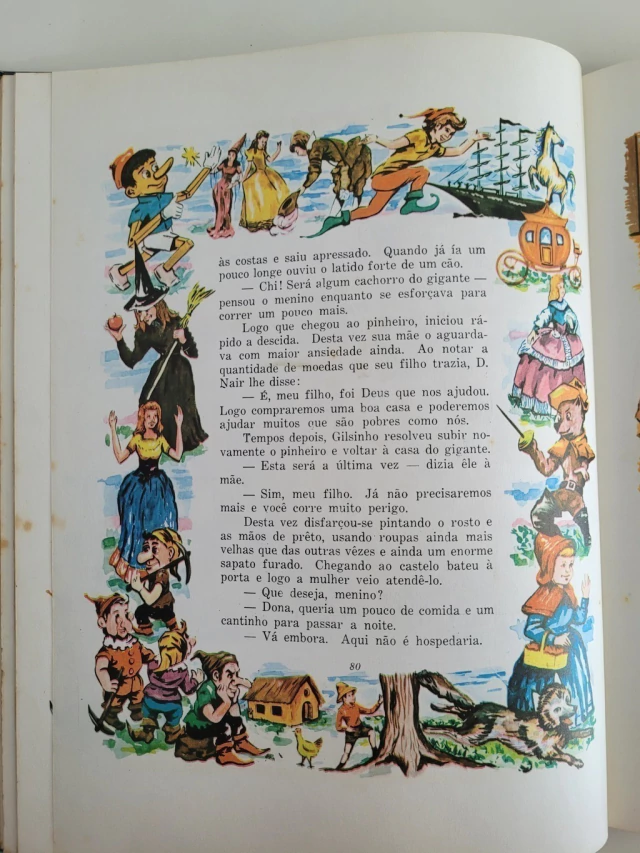 às costas e saiu apressado. Quando já ía um
pouco longe ouviu o latido forte de um cão.
— Chi! Será algum cachorro do gigante —
pensou o menino enquanto se esforçava para
correr um pouco mais.
Logo que chegou ao pinheiro, iniciou rá-
pido a descida. Desta vez sua mãe o aguarda-
va com maior ansiedade ainda. Ao notar a
quantidade de moedas que seu filho trazia, D.
Nair lhe disse:
— É, meu filho, foi Deus que nos ajudou.
Logo compraremos uma boa casa e poderemos
ajudar muitos que são pobres como nós.
Tempos depois, Gilsinho resolveu subir no-
vamente o pinheiro e voltar à casa do gigante.
— Esta será a última vez — dizia êle à
mãe.
— Sim, meu filho. Já não precisaremos
mais e você corre muito perigo.
Desta vez disfarçou-se pintando o rosto e
as mãos de prêto, usando roupas ainda mais
velhas que das outras vêzes e ainda um enorme
sapato furado. Chegando ao castelo bateu à
porta e logo a mulher veio atendê-lo.
— Que deseja, menino?
— Dona, queria um pouco de comida e um
cantinho para passar a noite.
— Vá embora. Aqui não é hospedaria.
80